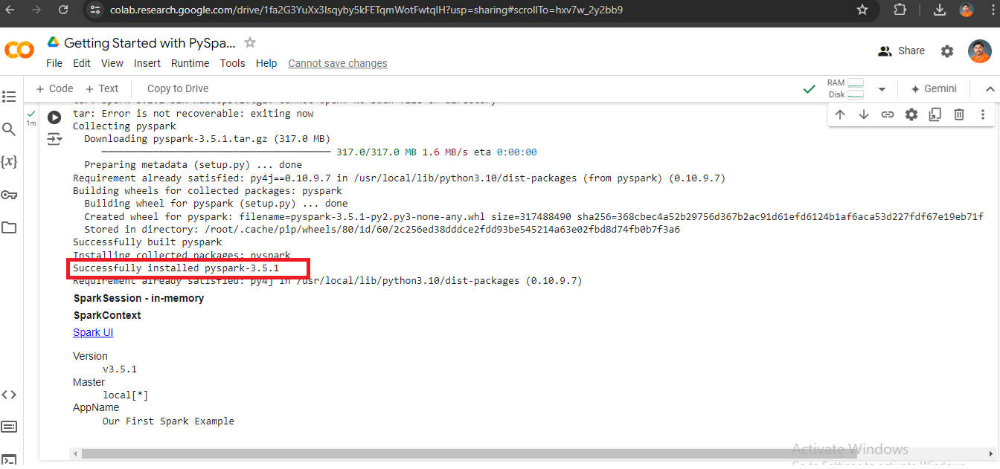 colab.research.google.com/drive/1fa2G3YuXx3Isqyby5kFETqmWotFwtqIH?usp=sharing#scrollTo=hxv7w_2y2bb9
Getting Started with PySpa...
Share
File Edit View Insert Runtime Tools Help Cannot save changes
+ Code + Text Copy to Drive
RAM
Disk
Gemini
tar: Error is not recoverable: exiting now
1m
Collecting pyspark
Downloading pyspark-3.5.1.tar.gz (317.0 MB)
317.0/317.0 MB 1.6 MB/s eta 0:00:00
Preparing metadata (setup.py) ... done
{x}
Requirement already satisfied: py4j==0.10.9.7 in /usr/local/lib/python3.10/dist-packages (from pyspark) (0.10.9.7)
Building wheels for collected packages: pyspark
Building wheel for pyspark (setup.py) ... done
Created wheel for pyspark: filename=pyspark-3.5.1-py2.py3-none-any.whl size=317488490 sha256=368cbec4a52b29756d367b2ac91d61efd6124b1af6aca53d227fdf67e19eb71f
Stored in directory: /root/.cache/pip/wheels/80/1d/60/2c256ed38dddce2fdd93be545214a63e02fbd8d74fb0b7f3a6
Successfully built pyspark
Installing collected packages: pyspark
Successfully installed pyspark-3.5.1
Requirement already satisfied: py4j in /usr/local/lib/python3.10/dist-packages (0.10.9.7)
SparkSession - in-memory
SparkContext
Spark UI
Version
v3.5.1
Master
local[*]
AppName
Our First Spark Example
Activate Windows